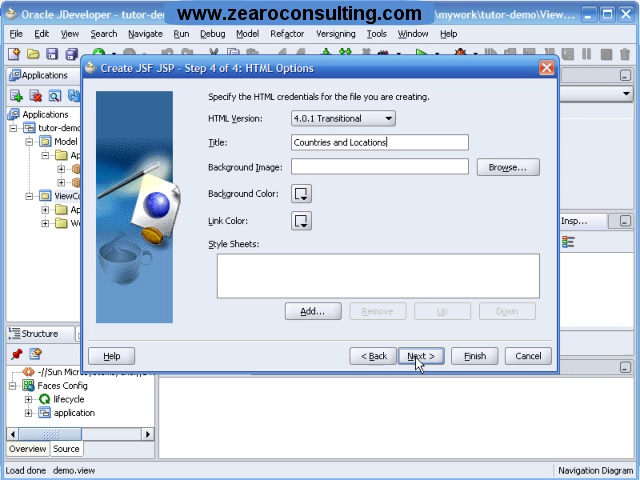 Oracle JDeveloper - tutor-dem
www.zearoconsulting.com
\mywork\tutor-demo\View...
File Edit View Search Navigate Run Debug Refactor Versioning Tools Window Help
Applications
Create JSF JSP - Step 4 of 4: HTML Options
Specify the HTML credentials for the file you are creating.
HTML Version: 4.0.1 Transitional
Title: Countries and Locations
Background Image: Browse...
Background Color:
Link Color:
Style Sheets:
Add... Remove Up Down
Help < Back Next > Finish Cancel
Applications
tutor-demo
Model
Ap
ViewCo
Ap
We
Insp...
Structure
Faces Config
lifecycle
application
Overview Source
Load done demo.view Navigation Diagram